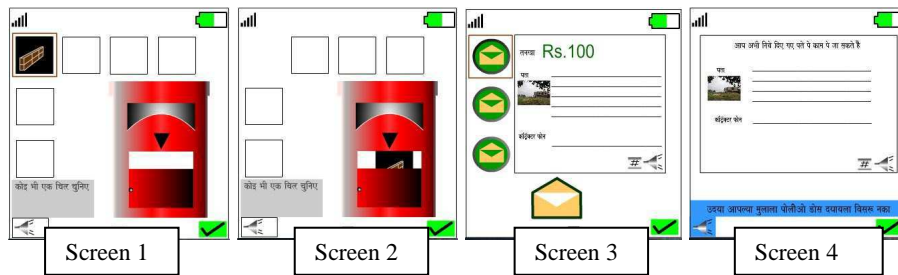 कोइ भी एक चित्र चुनिए
Screen 1
कोइ भी एक चित्र चुनिए
Screen 2
तनखा Rs.100
पता
काँट्रेक्टर फोन
#
Screen 3
आप अभी निचे दिए गए पते पे काम पे जा सकते हैं
पता
काँट्रेक्टर फोन
#
उदया आपल्या मुलाला पोलीओ डोस दयायला विसरू नका
Screen 4